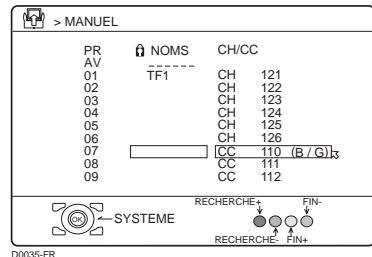 > MANUEL
PR NOMS CH/CC
AV ------
01 TF1 CH 121
02 CH 122
03 CH 123
04 CH 124
05 CH 125
06 CH 126
07 CC 110 (B / G)
08 CC 111
09 CC 112
RECHERCHE+ FIN-
OK SYSTEME
RECHERCHE- FIN+
D0035-FR